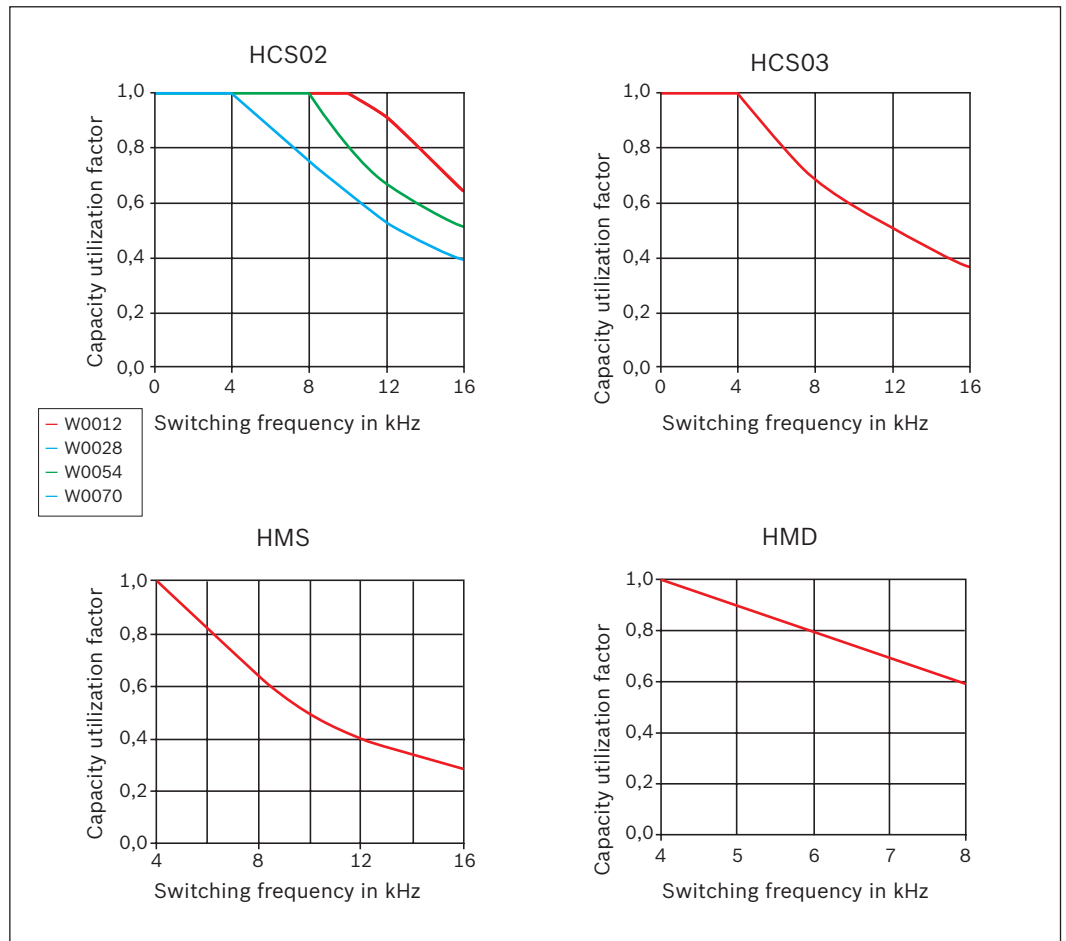 HCS02
Capacity utilization factor
1,0
0,8
0,6
0,4
0,2
0,0
0 4 8 12 16
Switching frequency in kHz
W0012
W0028
W0054
W0070
HCS03
Capacity utilization factor
1,0
0,8
0,6
0,4
0,2
0,0
0 4 8 12 16
Switching frequency in kHz
HMS
Capacity utilization factor
1,0
0,8
0,6
0,4
0,2
0,0
4 8 12 16
Switching frequency in kHz
HMD
Capacity utilization factor
1,0
0,8
0,6
0,4
0,2
0,0
4 5 6 7 8
Switching frequency in kHz